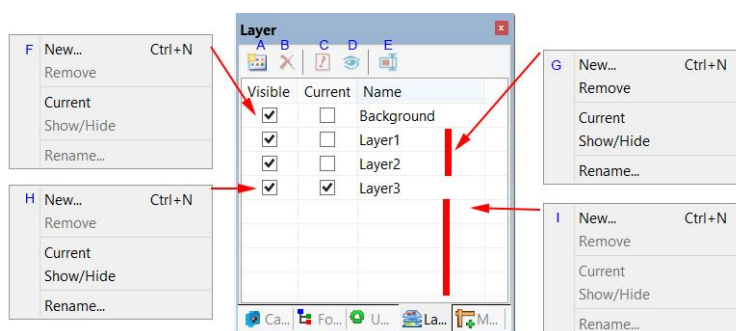 Layer
A B C D E
Visible Current Name
Background
Layer1
Layer2
Layer3
Ca... Fo... U... La... M...
F New... Ctrl+N
Remove
Current
Show/Hide
Rename...
G New... Ctrl+N
Remove
Current
Show/Hide
Rename...
H New... Ctrl+N
Remove
Current
Show/Hide
Rename...
I New... Ctrl+N
Remove
Current
Show/Hide
Rename...